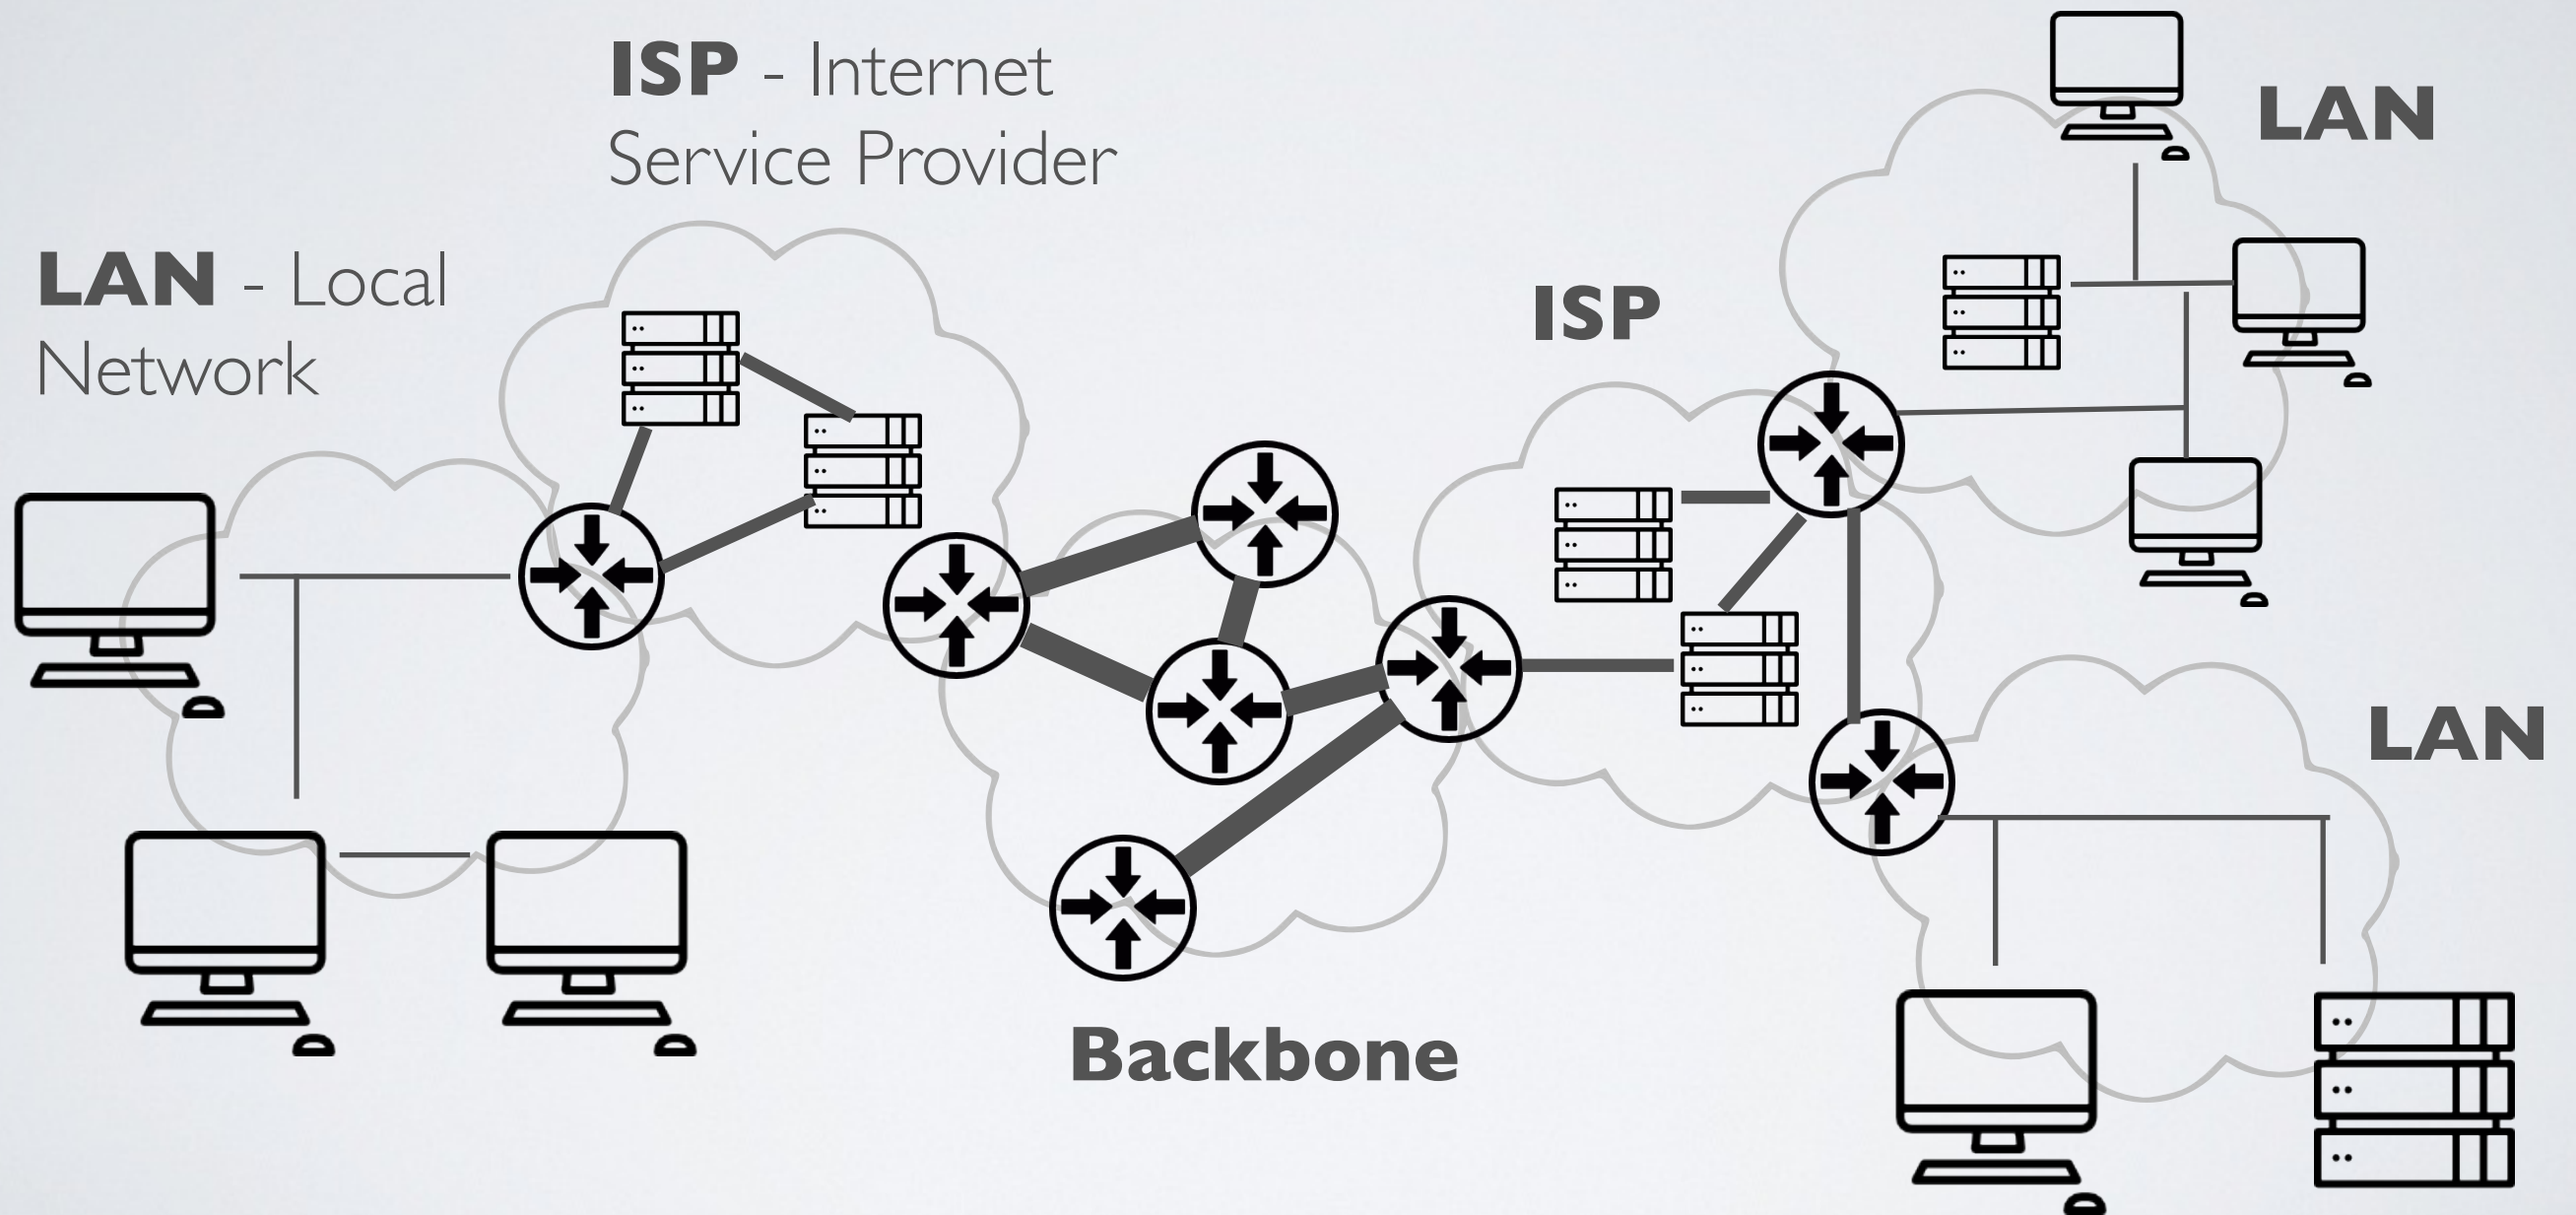 ISP - Internet
Service Provider
LAN - Local
Network
ISP
LAN
LAN
Backbone